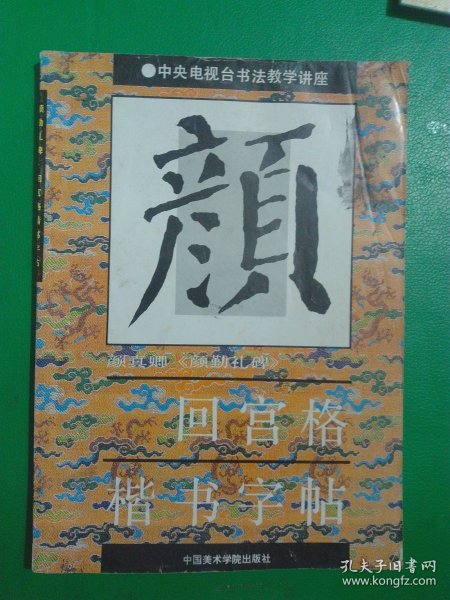 ●中央电视台书法教学讲座
顔
颜真卿《颜勤礼碑》
回宫格
楷书字帖
中国美术学院出版社
孔夫子旧书网
www.kongfz.com